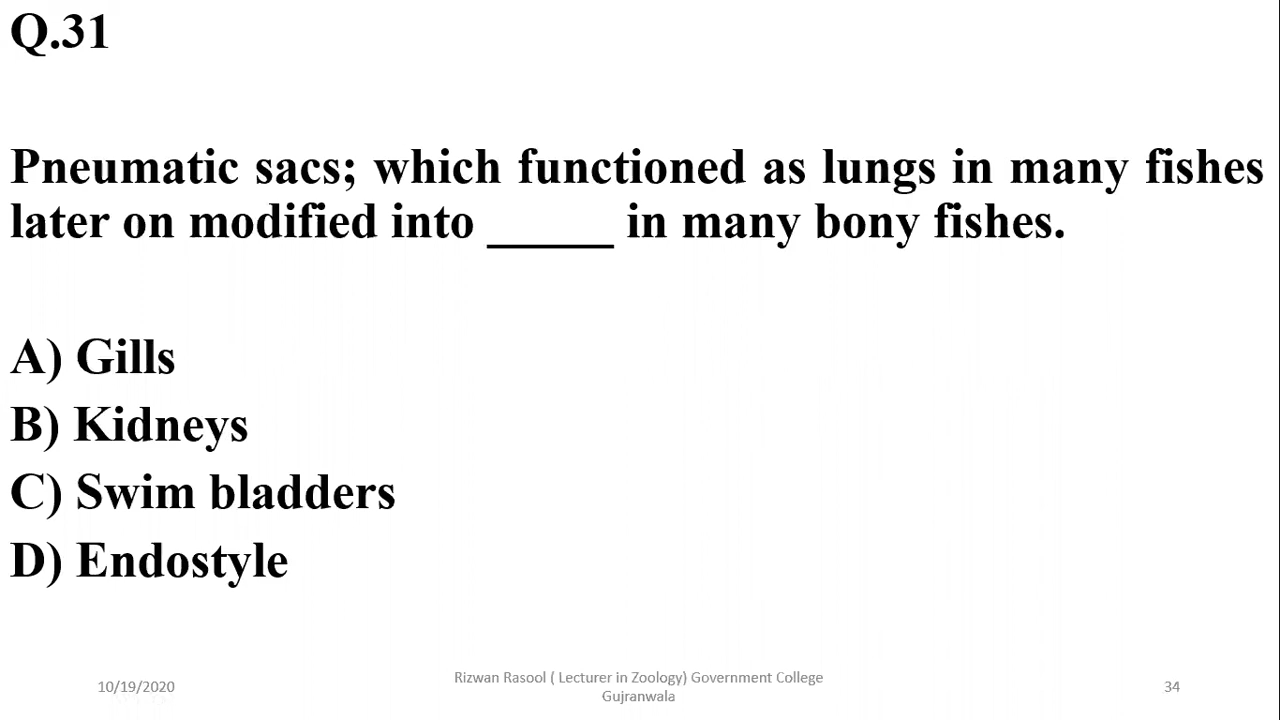 Q.31
Pneumatic sacs; which functioned as lungs in many fishes
later on modified into _____ in many bony fishes.
A) Gills
B) Kidneys
C) Swim bladders
D) Endostyle
10/19/2020
Rizwan Rasool ( Lecturer in Zoology) Government College
Gujranwala
34